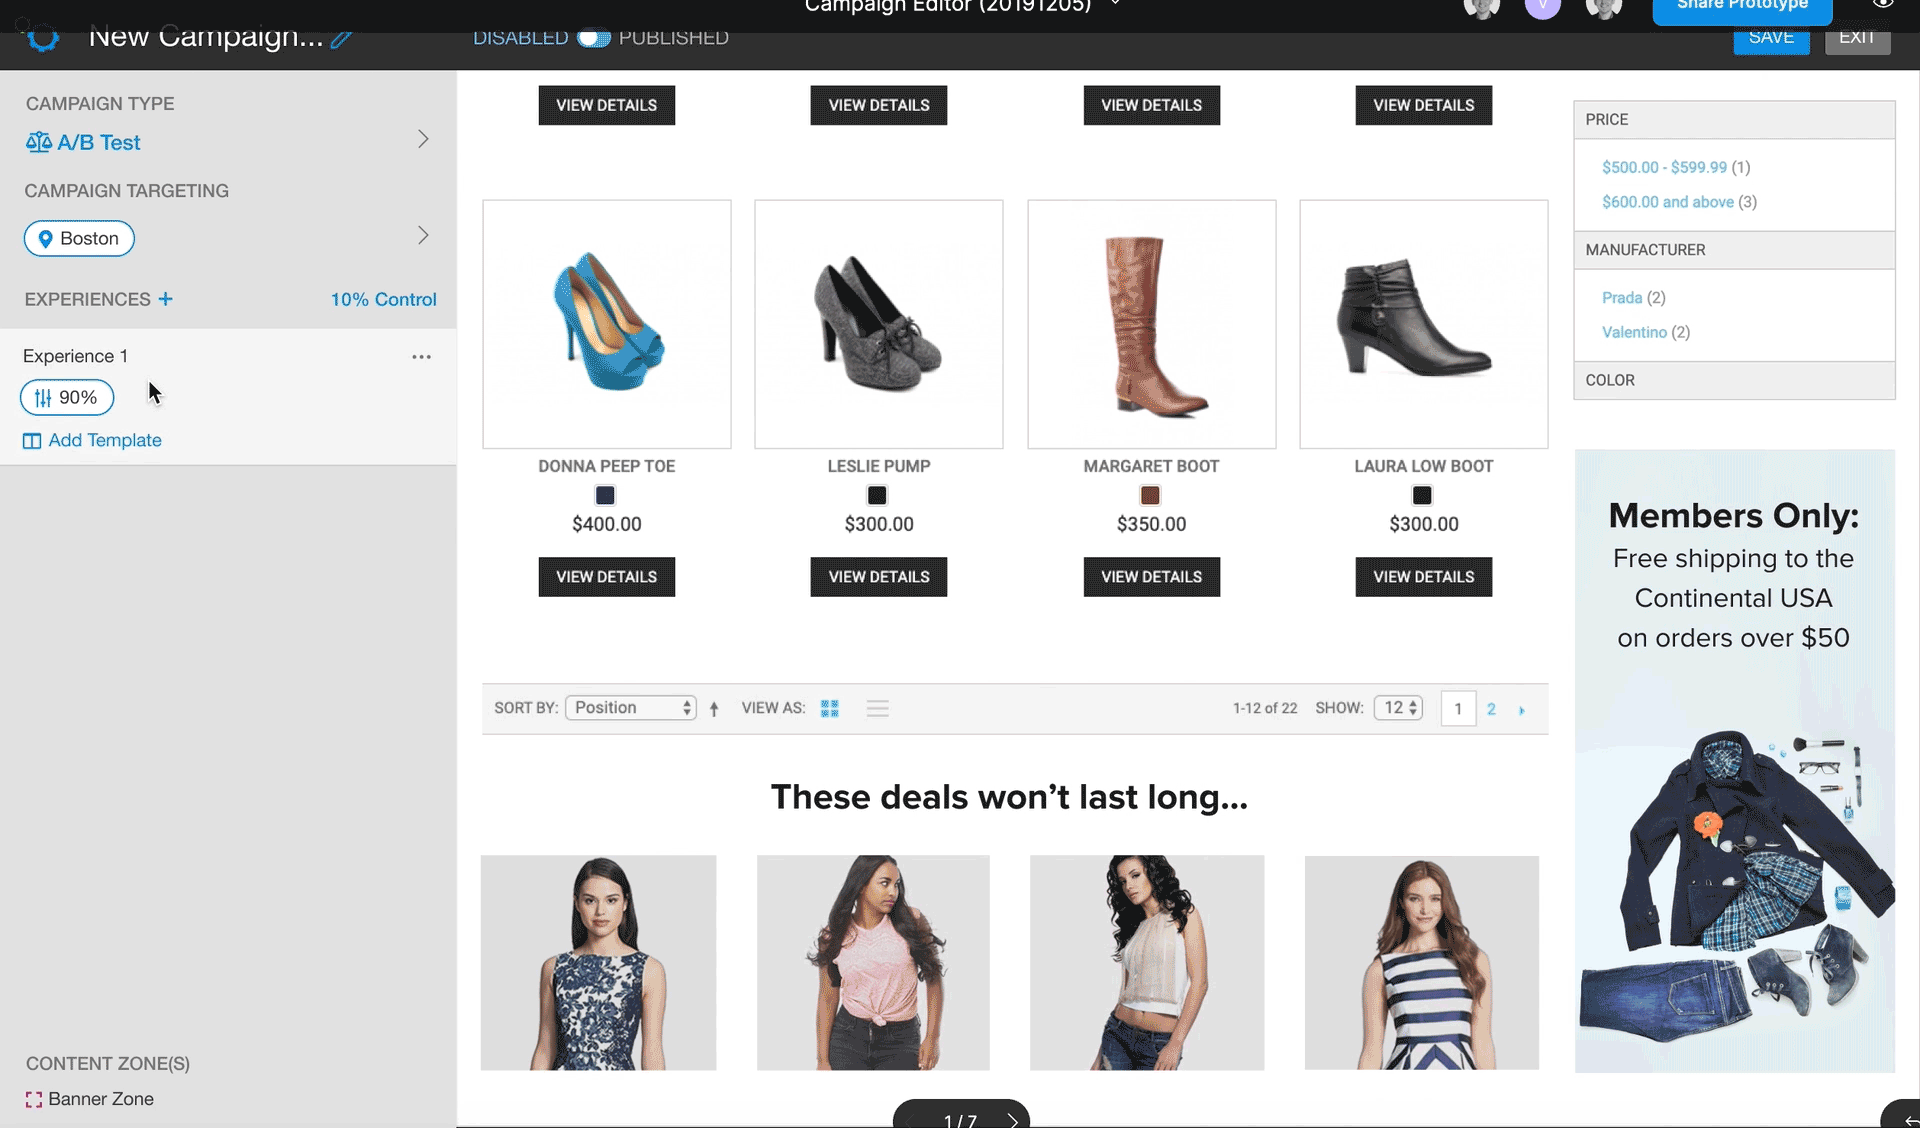 Campaign Editor (20191205)
V
Share Prototype
New Campaign...
DISABLED
PUBLISHED
SAVE
EXIT
CAMPAIGN TYPE
A/B Test
CAMPAIGN TARGETING
Boston
EXPERIENCES +
10% Control
Experience 1
90%
Add Template
CONTENT ZONE(S)
Banner Zone
VIEW DETAILS
VIEW DETAILS
VIEW DETAILS
VIEW DETAILS
DONNA PEEP TOE
$400.00
VIEW DETAILS
LESLIE PUMP
$300.00
VIEW DETAILS
MARGARET BOOT
$350.00
VIEW DETAILS
LAURA LOW BOOT
$300.00
VIEW DETAILS
SORT BY: Position
VIEW AS:
1-12 of 22
SHOW: 12
1 2
These deals won’t last long...
PRICE
$500.00 - $599.99 (1)
$600.00 and above (3)
MANUFACTURER
Prada (2)
Valentino (2)
COLOR
Members Only:
Free shipping to the
Continental USA
on orders over $50
1 / 7